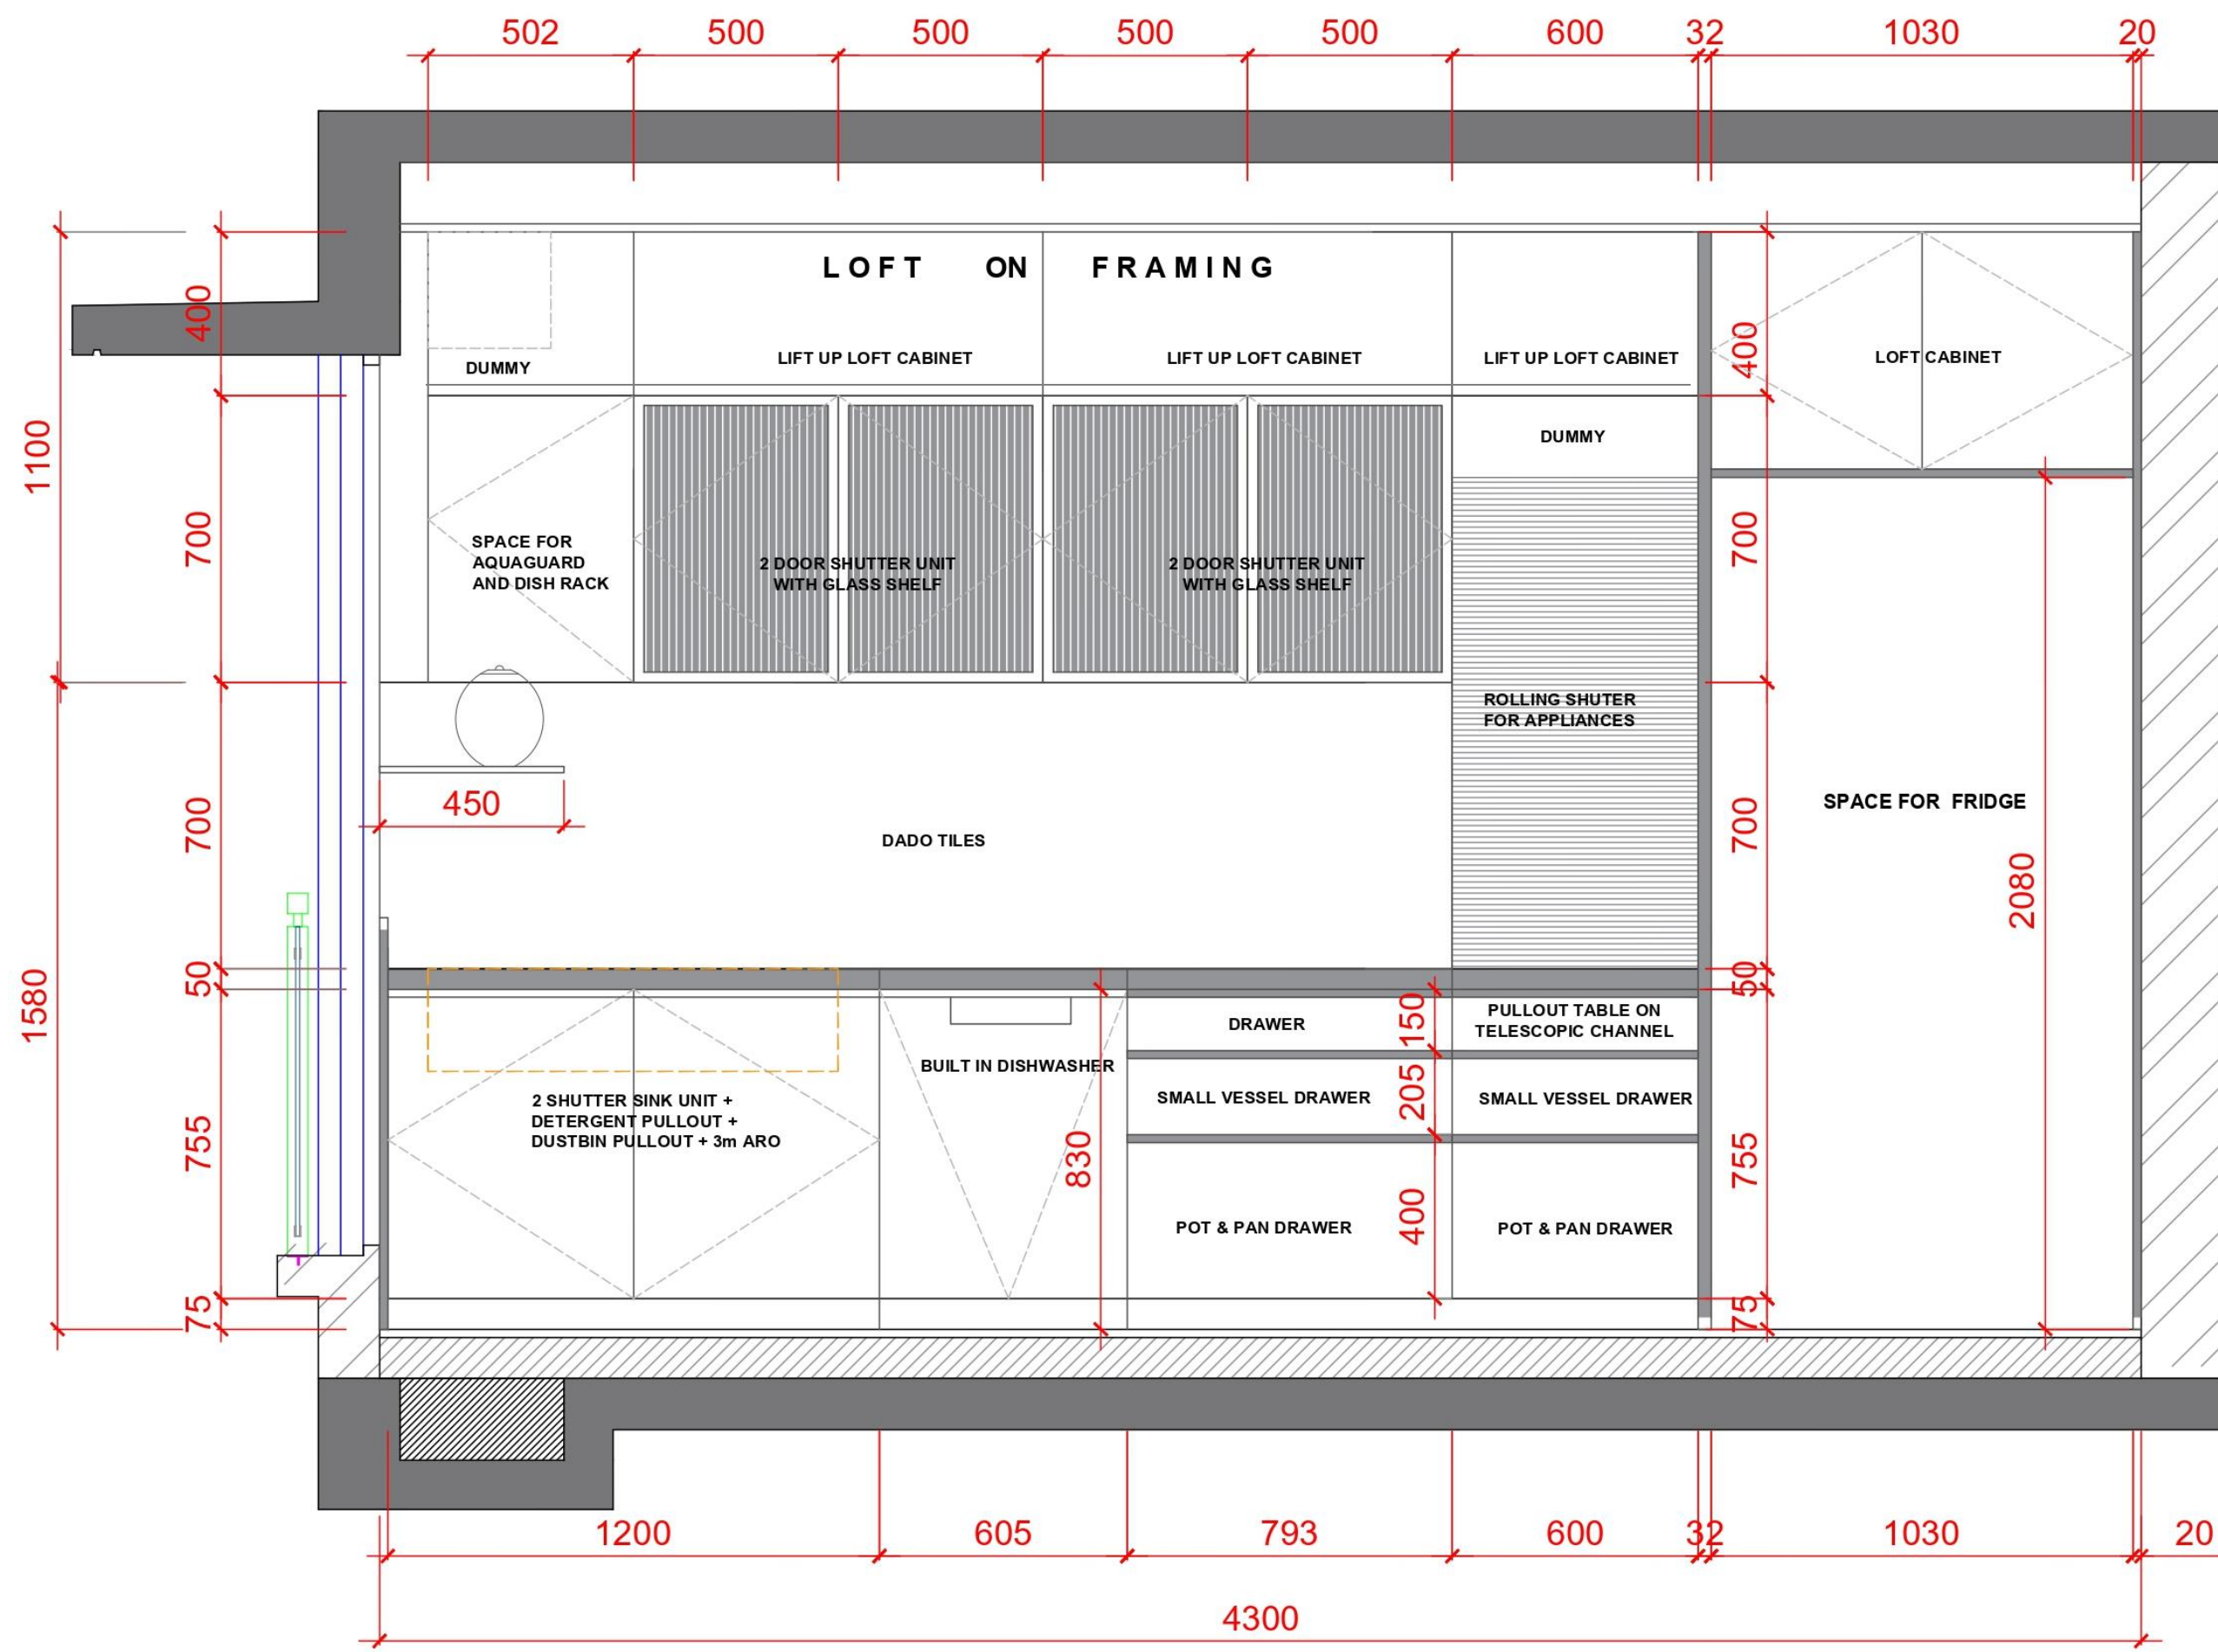 502 500 500 500 500 600 32 1030 20
LOFT ON FRAMING
400
1100
700
700
50
1580
755
75
DUMMY
LIFT UP LOFT CABINET
LIFT UP LOFT CABINET
LIFT UP LOFT CABINET
400
LOFT CABINET
DUMMY
SPACE FOR
AQUAGUARD
AND DISH RACK
2 DOOR SHUTTER UNIT
WITH GLASS SHELF
2 DOOR SHUTTER UNIT
WITH GLASS SHELF
700
ROLLING SHUTER
FOR APPLIANCES
450
DADO TILES
700
SPACE FOR FRIDGE
2080
50
DRAWER
150
PULLOUT TABLE ON
TELESCOPIC CHANNEL
BUILT IN DISHWASHER
2 SHUTTER SINK UNIT +
DETERGENT PULLOUT +
DUSTBIN PULLOUT + 3m ARO
830
SMALL VESSEL DRAWER
205
SMALL VESSEL DRAWER
755
POT & PAN DRAWER
400
POT & PAN DRAWER
75
1200 605 793 600 32 1030 20
4300